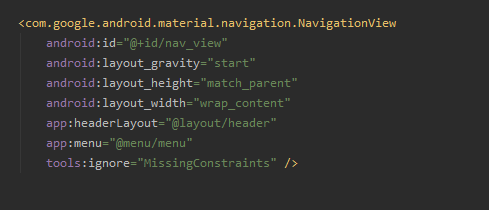 <com.google.android.material.navigation.NavigationView
android:id="@+id/nav_view"
android:layout_gravity="start"
android:layout_height="match_parent"
android:layout_width="wrap_content"
app:headerLayout="@layout/header"
app:menu="@menu/menu"
tools:ignore="MissingConstraints" />